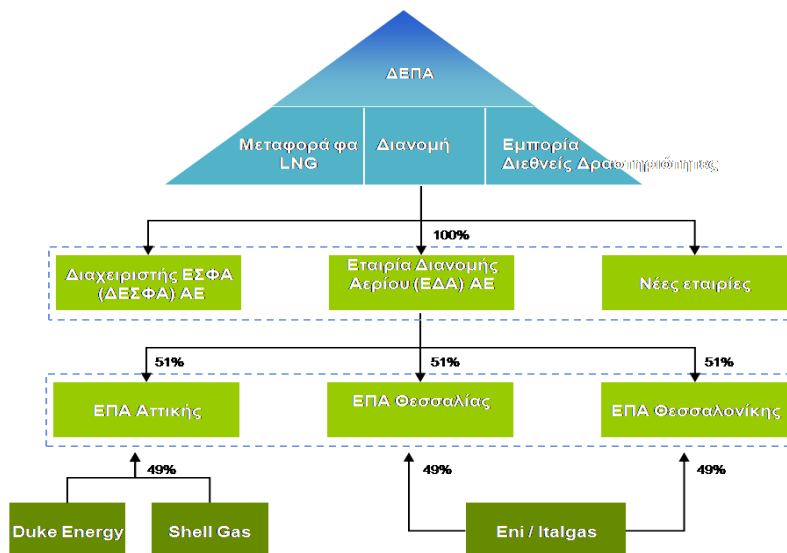 ΔΕΠΑ
Μεταφορά φα
LNG
Διανομή
Εμπορία
Διεθνείς Δραστηριότητες
100%
Διαχειριστής ΕΣΦΑ
(ΔΕΣΦΑ) ΑΕ
Εταιρία Διανομής
Αερίου (ΕΔΑ) ΑΕ
Νέες εταιρίες
51%
51%
51%
ΕΠΑ Αττικής
ΕΠΑ Θεσσαλίας
ΕΠΑ Θεσσαλονίκης
49%
49%
49%
Duke Energy
Shell Gas
Eni / Italgas